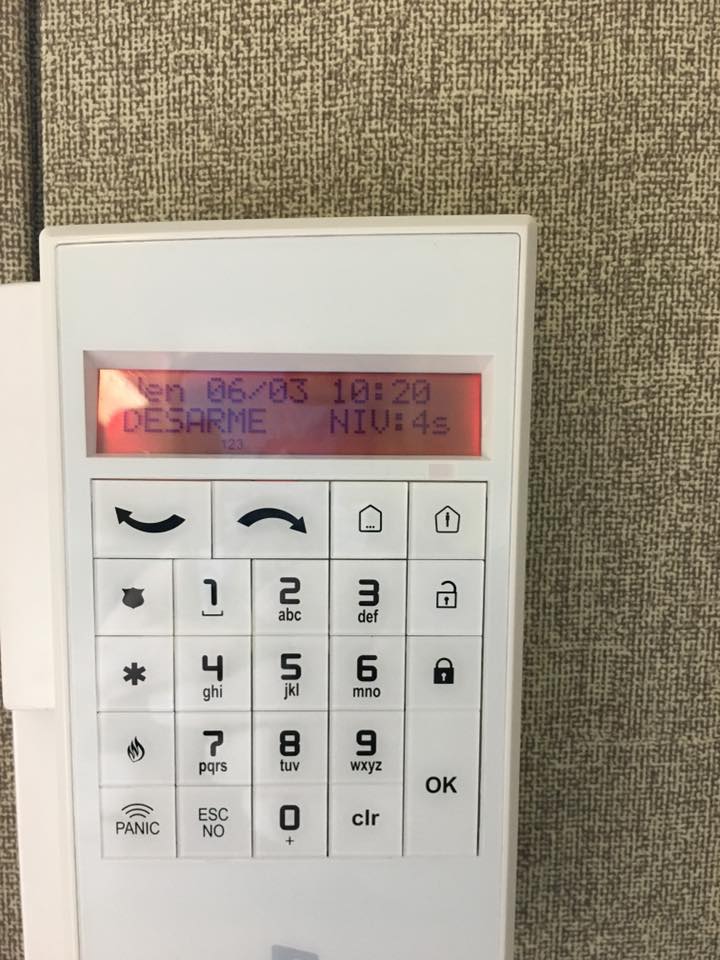 Ven 06/03 10:20
DESARME NIV:4s
123
1 2 abc 3 def
4 ghi 5 jkl 6 mno
7 pqrs 8 tuv 9 wxyz
OK
PANIC ESC NO 0 + clr